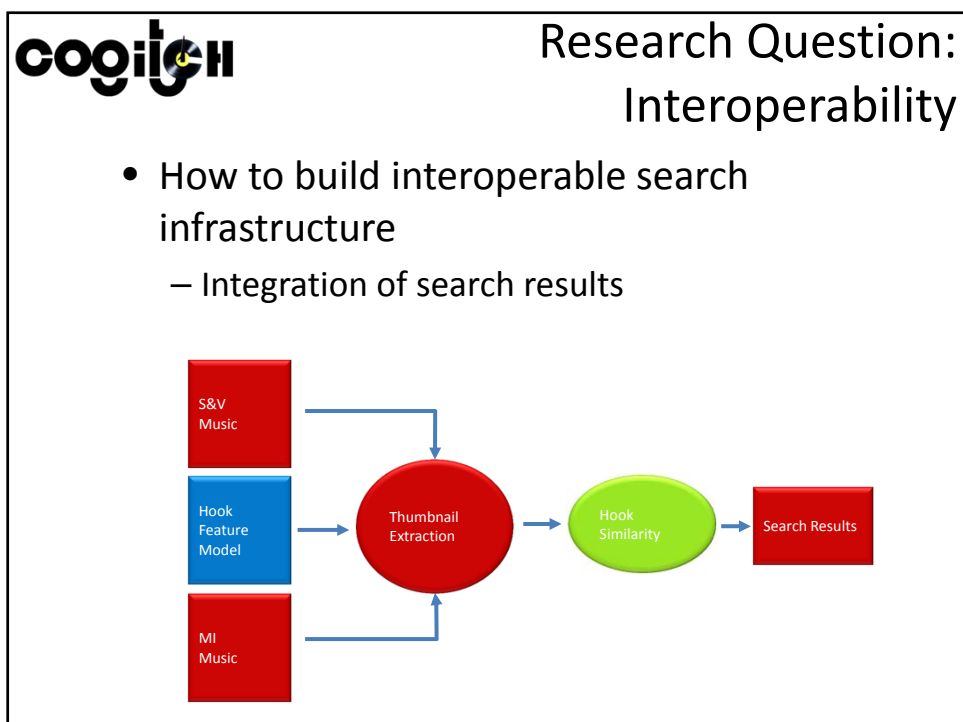 cogitcH
Research Question:
Interoperability
• How to build interoperable search
infrastructure
– Integration of search results
S&V
Music
Hook
Feature
Model
MI
Music
Thumbnail
Extraction
Hook
Similarity
Search Results